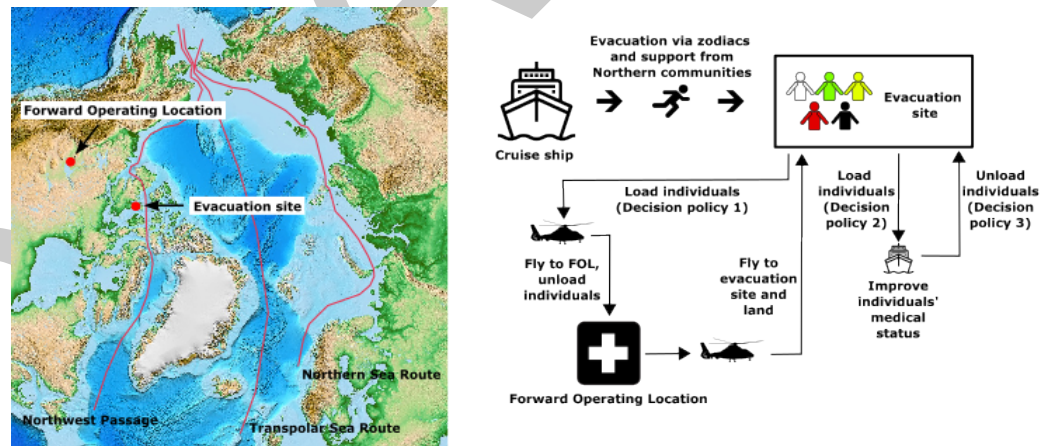 Forward Operating Location
Evacuation site
Northern Sea Route
Northwest Passage
Transpolar Sea Route
Evacuation via zodiacs
and support from
Northern communities
Cruise ship
Evacuation
site
Load individuals
(Decision policy 1)
Load
individuals
(Decision
policy 2)
Unload
individuals
(Decision
policy 3)
Fly to FOL,
unload
individuals
Fly to
evacuation
site and
land
Improve
individuals'
medical
status
Forward Operating Location